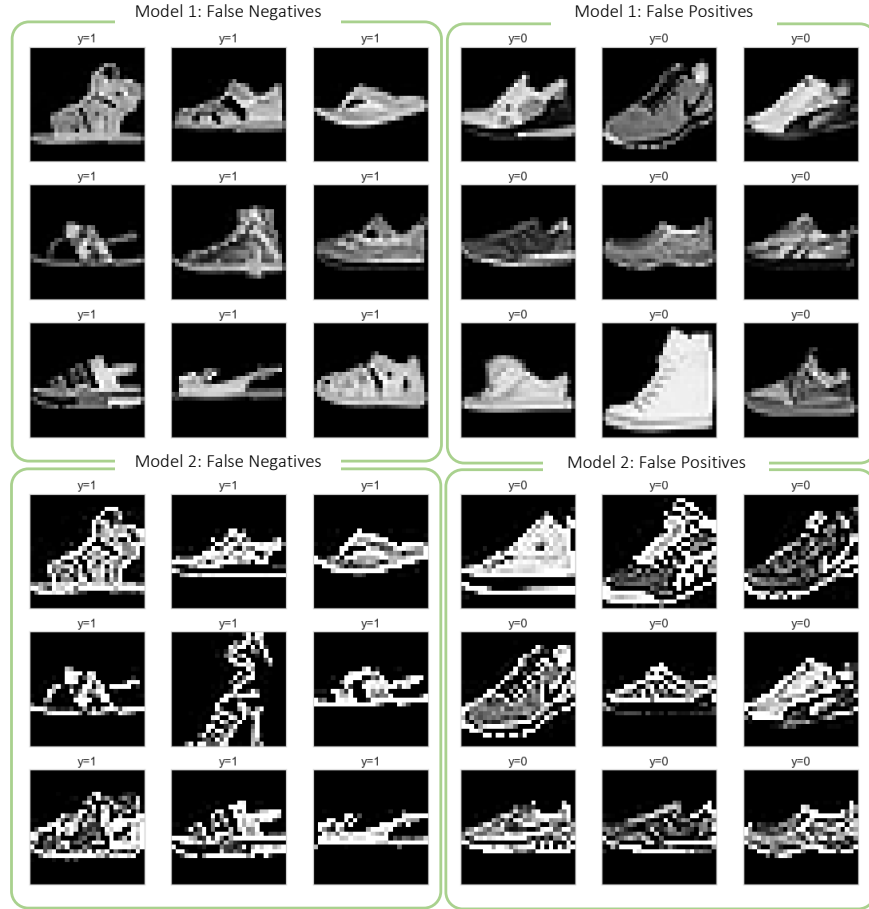 Model 1: False Negatives
y=1 y=1 y=1
y=1 y=1 y=1
y=1 y=1 y=1
Model 1: False Positives
y=0 y=0 y=0
y=0 y=0 y=0
y=0 y=0 y=0
Model 2: False Negatives
y=1 y=1 y=1
y=1 y=1 y=1
y=1 y=1 y=1
Model 2: False Positives
y=0 y=0 y=0
y=0 y=0 y=0
y=0 y=0 y=0